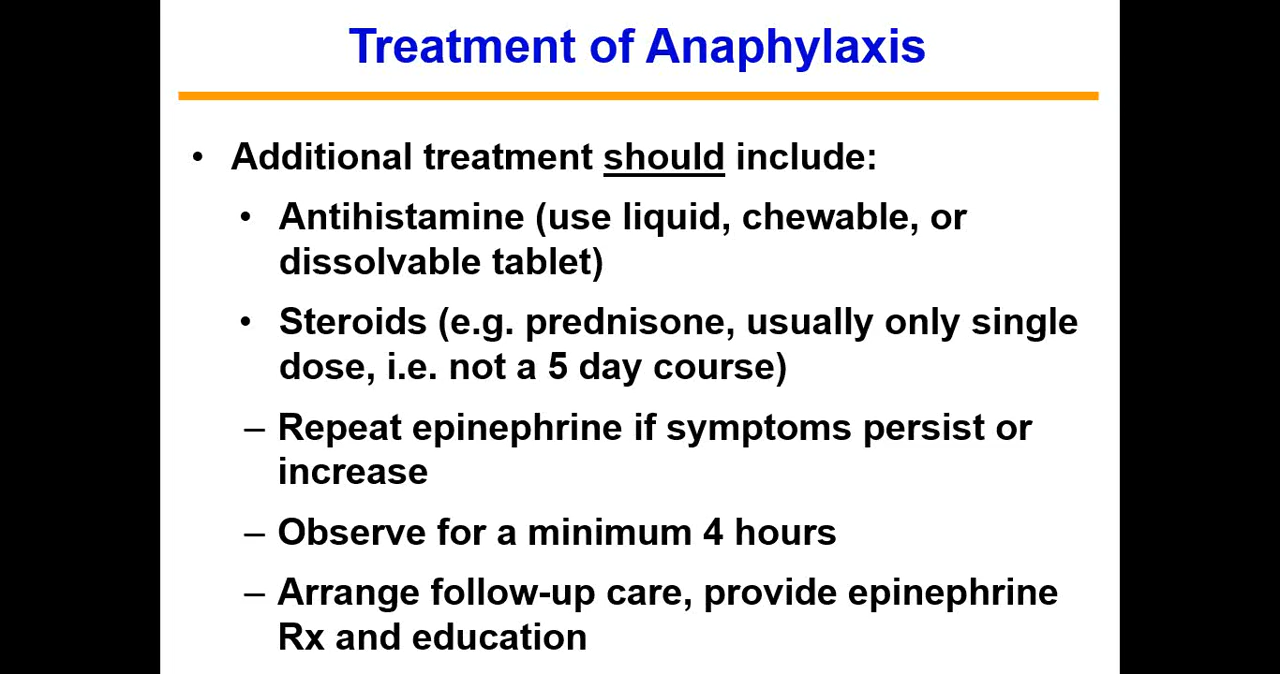 Treatment of Anaphylaxis
• Additional treatment should include:
• Antihistamine (use liquid, chewable, or
dissolvable tablet)
• Steroids (e.g. prednisone, usually only single
dose, i.e. not a 5 day course)
– Repeat epinephrine if symptoms persist or
increase
– Observe for a minimum 4 hours
– Arrange follow-up care, provide epinephrine
Rx and education